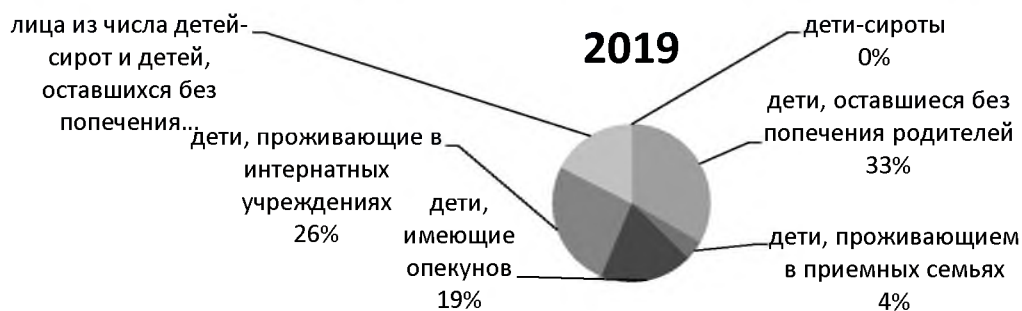 2019
лица из числа детей-
сирот и детей,
оставшихся без
попечения...
дети-сироты
0%
дети, оставшиеся без
попечения родителей
33%
дети, проживающие в
интернатных
учреждениях
26%
дети,
имеющие
опекунов
19%
дети, проживающием
в приемных семьях
4%